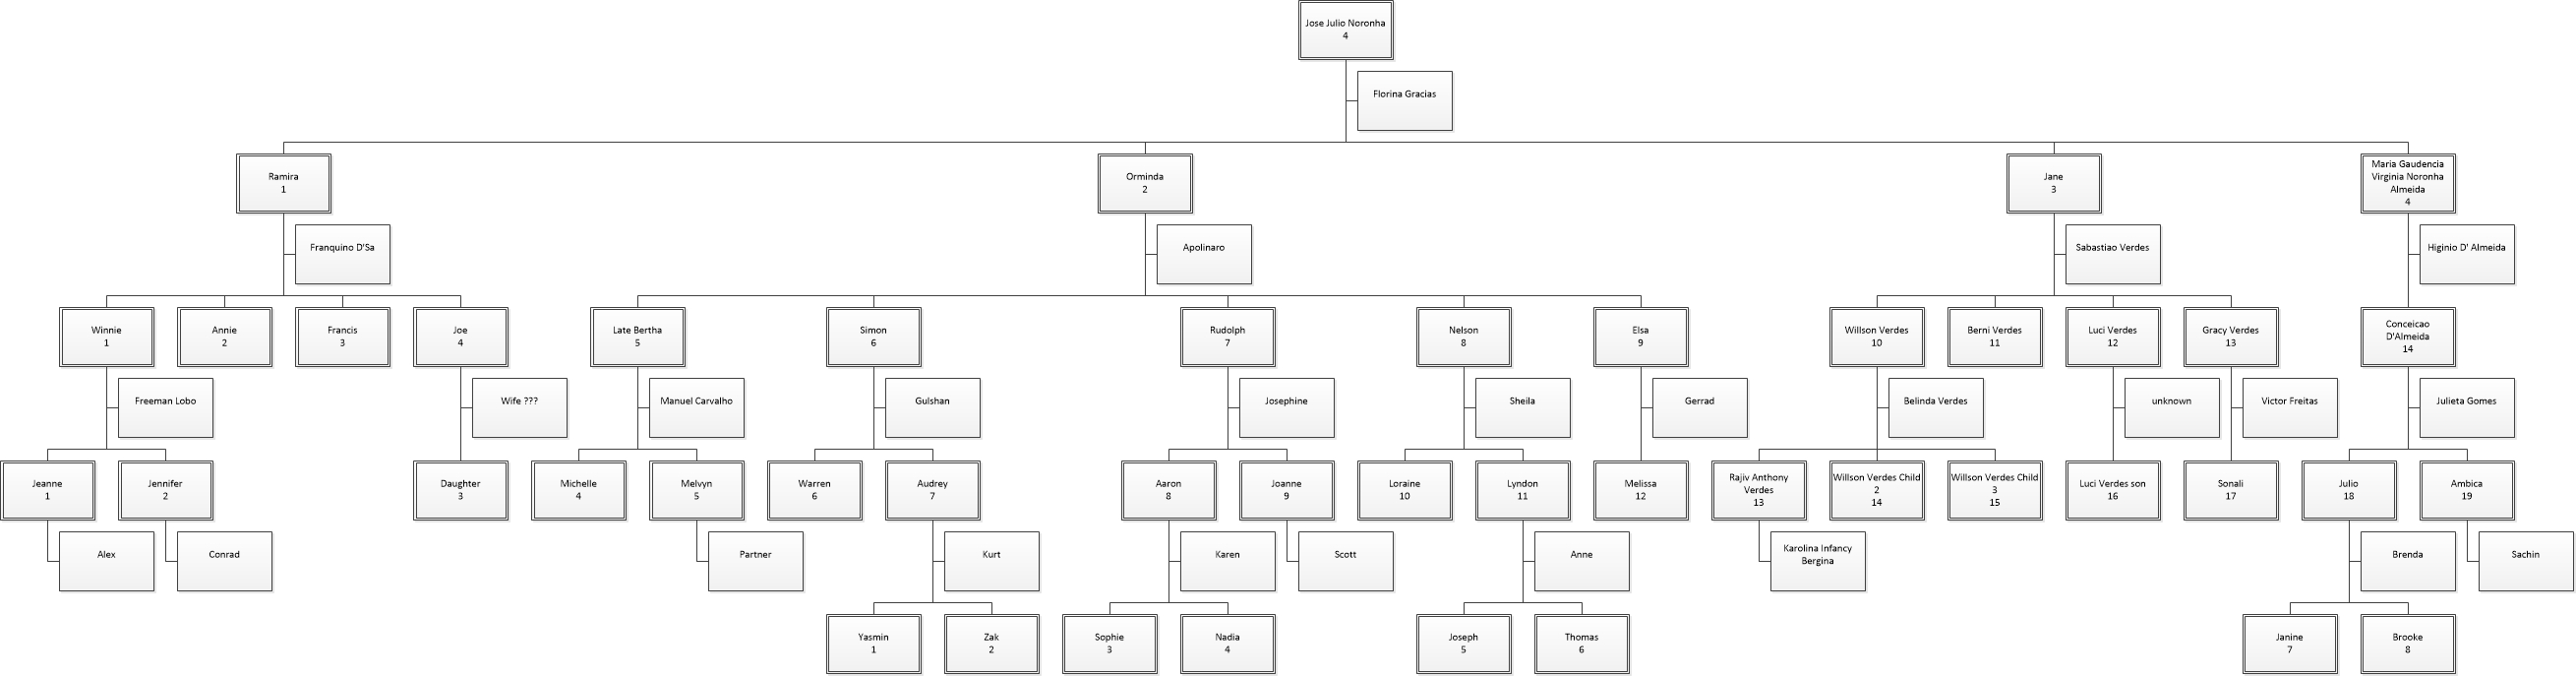 Jose Julio Noronha
4
Florina Gracias
Ramira
1
Orminda
2
Jane
3
Maria Gaudencia
Virginia Noronha
Almeida
4
Franquino D'Sa
Apolinaro
Sabastiao Verdes
Higinio D' Almeida
Winnie
1
Annie
2
Francis
3
Joe
4
Late Bertha
5
Simon
6
Rudolph
7
Nelson
8
Elsa
9
Willson Verdes
10
Berni Verdes
11
Luci Verdes
12
Gracy Verdes
13
Conceicao
D'Almeida
14
Freeman Lobo
Wife ???
Manuel Carvalho
Gulshan
Josephine
Sheila
Gerrad
Belinda Verdes
unknown
Victor Freitas
Julieta Gomes
Jeanne
1
Jennifer
2
Daughter
3
Michelle
4
Melvyn
5
Warren
6
Audrey
7
Aaron
8
Joanne
9
Loraine
10
Lyndon
11
Melissa
12
Rajiv Anthony
Verdes
13
Willson Verdes Child
2
14
Willson Verdes Child
3
15
Luci Verdes son
16
Sonali
17
Julio
18
Ambica
19
Alex
Conrad
Partner
Kurt
Karen
Scott
Anne
Karolina Infancy
Bergina
Brenda
Sachin
Yasmin
1
Zak
2
Sophie
3
Nadia
4
Joseph
5
Thomas
6
Janine
7
Brooke
8